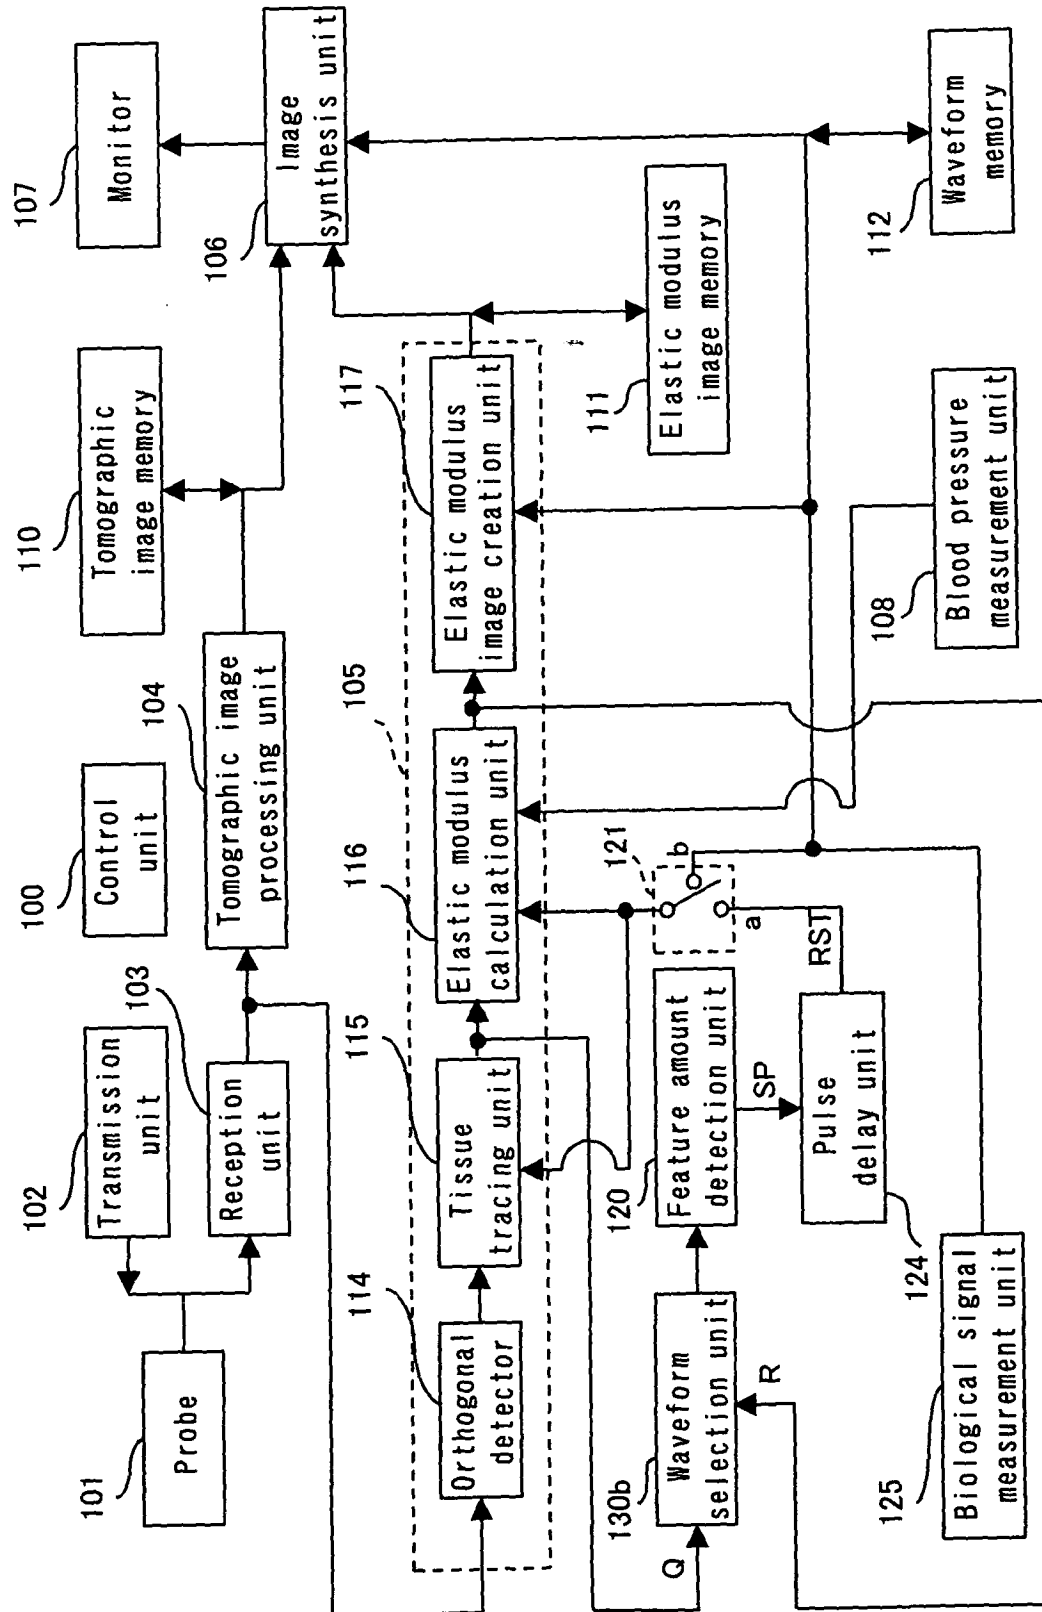 101
Probe
102
Transmission
unit
103
Reception
unit
100
Control
unit
104
Tomographic image
processing unit
110
Tomographic
image memory
107
Monitor
106
Image
synthesis unit
105
114
Orthogonal
detector
115
Tissue
tracing unit
116
Elastic modulus
calculation unit
117
Elastic modulus
image creation unit
111
Elastic modulus
image memory
Q
130b
Waveform
selection unit
R
120
Feature amount
detection unit
SP
121
b
a
RST
Pulse
delay unit
124
112
Waveform
memory
108
Blood pressure
measurement unit
125
Biological signal
measurement unit